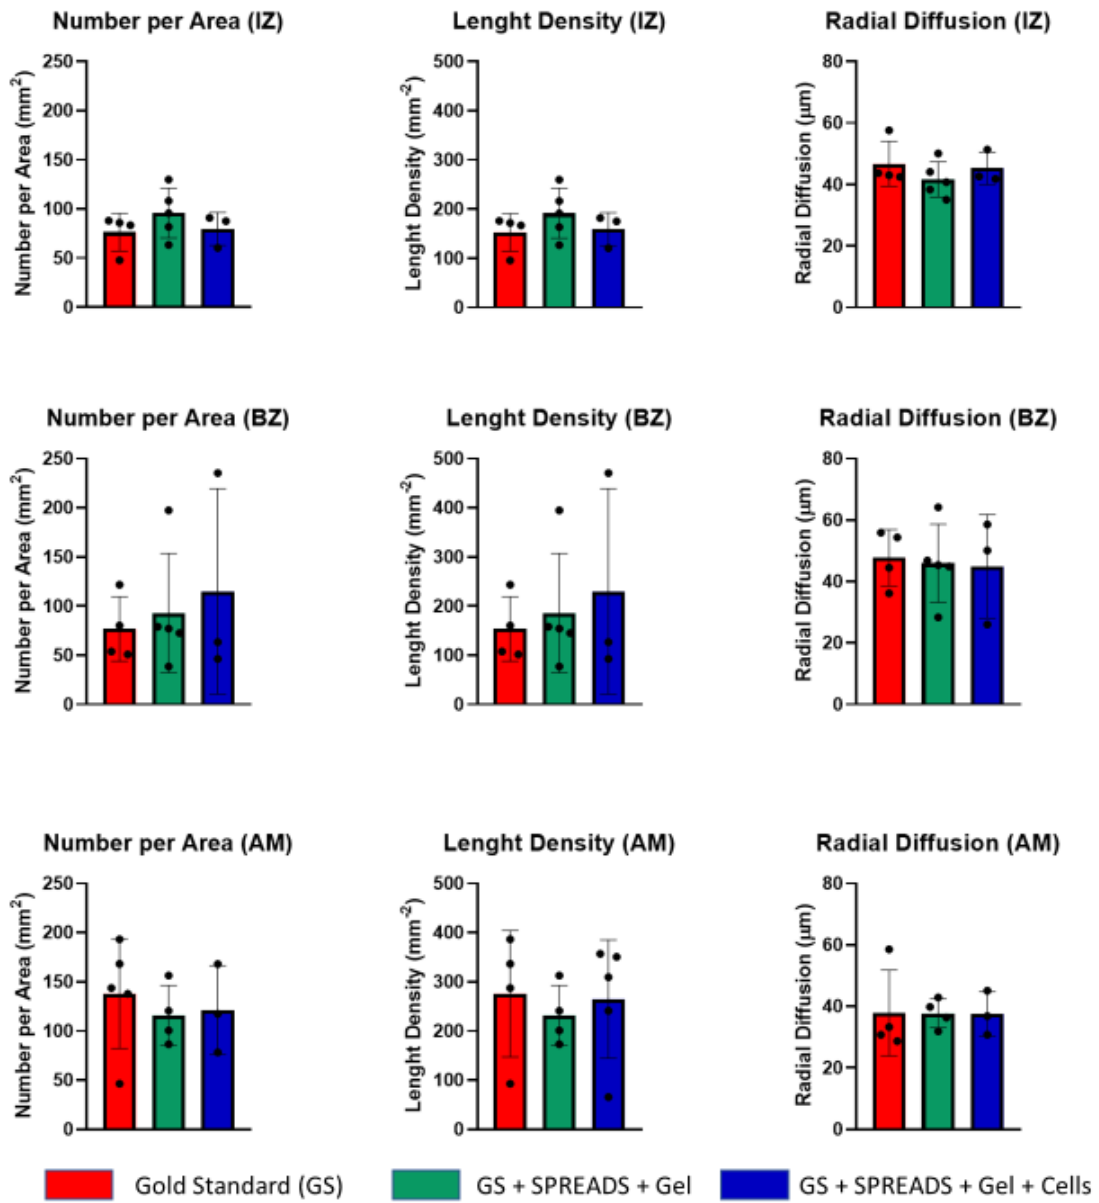 Number per Area (IZ)
Lenght Density (IZ)
Radial Diffusion (IZ)
Number per Area (mm²)
250
200
150
100
50
0
Lenght Density (mm⁻²)
500
400
300
200
100
0
Radial Diffusion (μm)
80
60
40
20
0
Number per Area (BZ)
Lenght Density (BZ)
Radial Diffusion (BZ)
Number per Area (mm²)
250
200
150
100
50
0
Lenght Density (mm⁻²)
500
400
300
200
100
0
Radial Diffusion (μm)
80
60
40
20
0
Number per Area (AM)
Lenght Density (AM)
Radial Diffusion (AM)
Number per Area (mm²)
250
200
150
100
50
0
Lenght Density (mm⁻²)
500
400
300
200
100
0
Radial Diffusion (μm)
80
60
40
20
0
Gold Standard (GS)
GS + SPREADS + Gel
GS + SPREADS + Gel + Cells